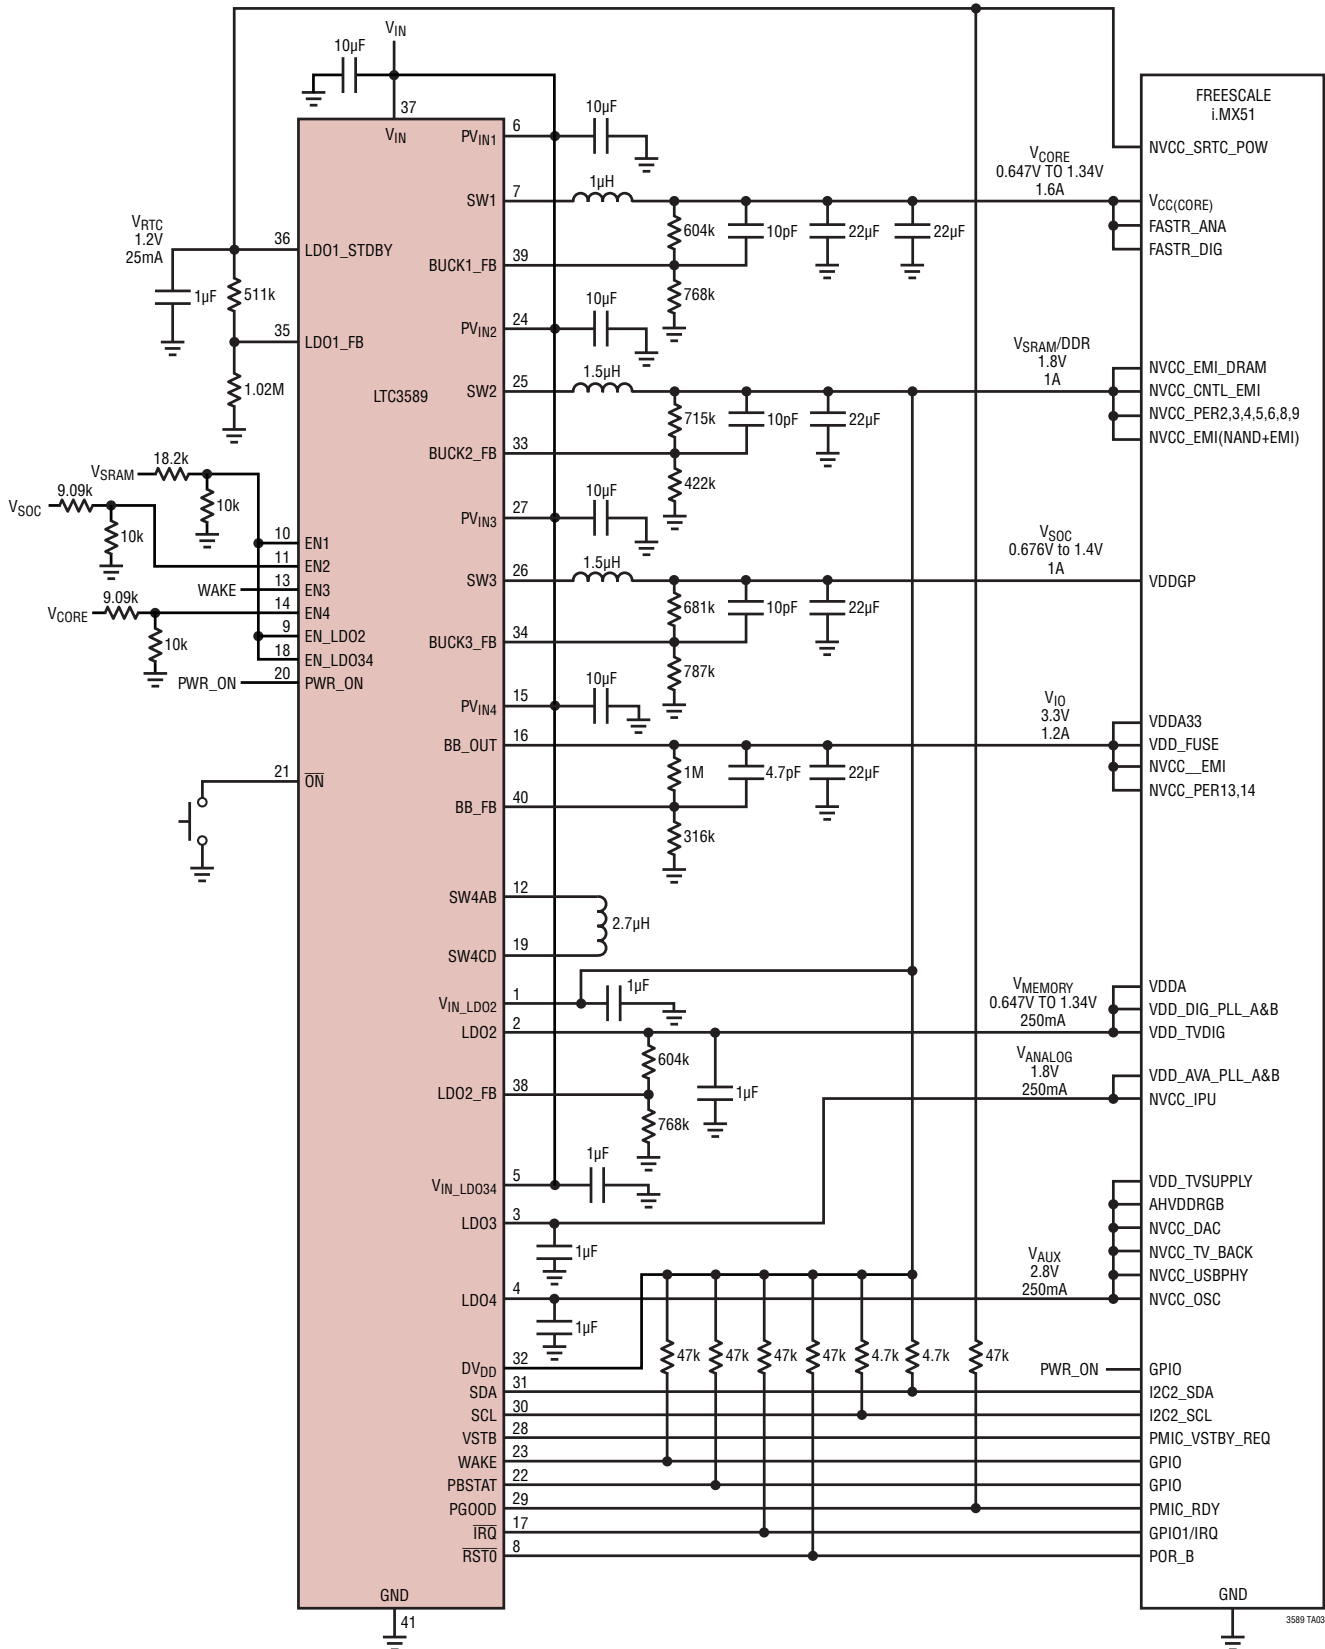 VIN
10µF
37
VIN
FREESCALE
i.MX51
NVCC_SRTC_POW
PVIN1
6
10µF
SW1
7
1µH
VCORE
0.647V TO 1.34V
1.6A
VCC(CORE)
FASTR_ANA
FASTR_DIG
604k
10pF
22µF
22µF
BUCK1_FB
39
768k
VRTC
1.2V
25mA
36
LDO1_STDBY
1µF
511k
35
LDO1_FB
1.02M
LTC3589
PVIN2
24
10µF
SW2
25
1.5µH
VSRAM/DDR
1.8V
1A
NVCC_EMI_DRAM
NVCC_CNTL_EMI
NVCC_PER2,3,4,5,6,8,9
NVCC_EMI(NAND+EMI)
715k
10pF
22µF
BUCK2_FB
33
422k
VSRAM
18.2k
10k
VSOC
9.09k
10k
10
EN1
11
EN2
WAKE
13
EN3
VCORE
9.09k
10k
14
EN4
9
EN_LDO2
18
EN_LDO34
PWR_ON
20
PWR_ON
PVIN3
27
10µF
SW3
26
1.5µH
VSOC
0.676V to 1.4V
1A
VDDGP
681k
10pF
22µF
BUCK3_FB
34
787k
PVIN4
15
10µF
BB_OUT
16
VIO
3.3V
1.2A
VDDA33
VDD_FUSE
NVCC__EMI
NVCC_PER13,14
1M
4.7pF
22µF
BB_FB
40
316k
21
ON
SW4AB
12
2.7µH
SW4CD
19
VIN_LDO2
1
1µF
LDO2
2
VMEMORY
0.647V TO 1.34V
250mA
VDDA
VDD_DIG_PLL_A&B
VDD_TVDIG
604k
1µF
LDO2_FB
38
768k
VANALOG
1.8V
250mA
VDD_AVA_PLL_A&B
NVCC_IPU
VIN_LDO34
5
1µF
LDO3
3
1µF
LDO4
4
1µF
VAUX
2.8V
250mA
VDD_TVSUPPLY
AHVDDRGB
NVCC_DAC
NVCC_TV_BACK
NVCC_USBPHY
NVCC_OSC
47k
47k
47k
47k
4.7k
4.7k
47k
DVDD
32
PWR_ON
GPIO
SDA
31
I2C2_SDA
SCL
30
I2C2_SCL
VSTB
28
PMIC_VSTBY_REQ
WAKE
23
GPIO
PBSTAT
22
GPIO
PGOOD
29
PMIC_RDY
IRQ
17
GPIO1/IRQ
RST0
8
POR_B
GND
41
GND
3589 TA03